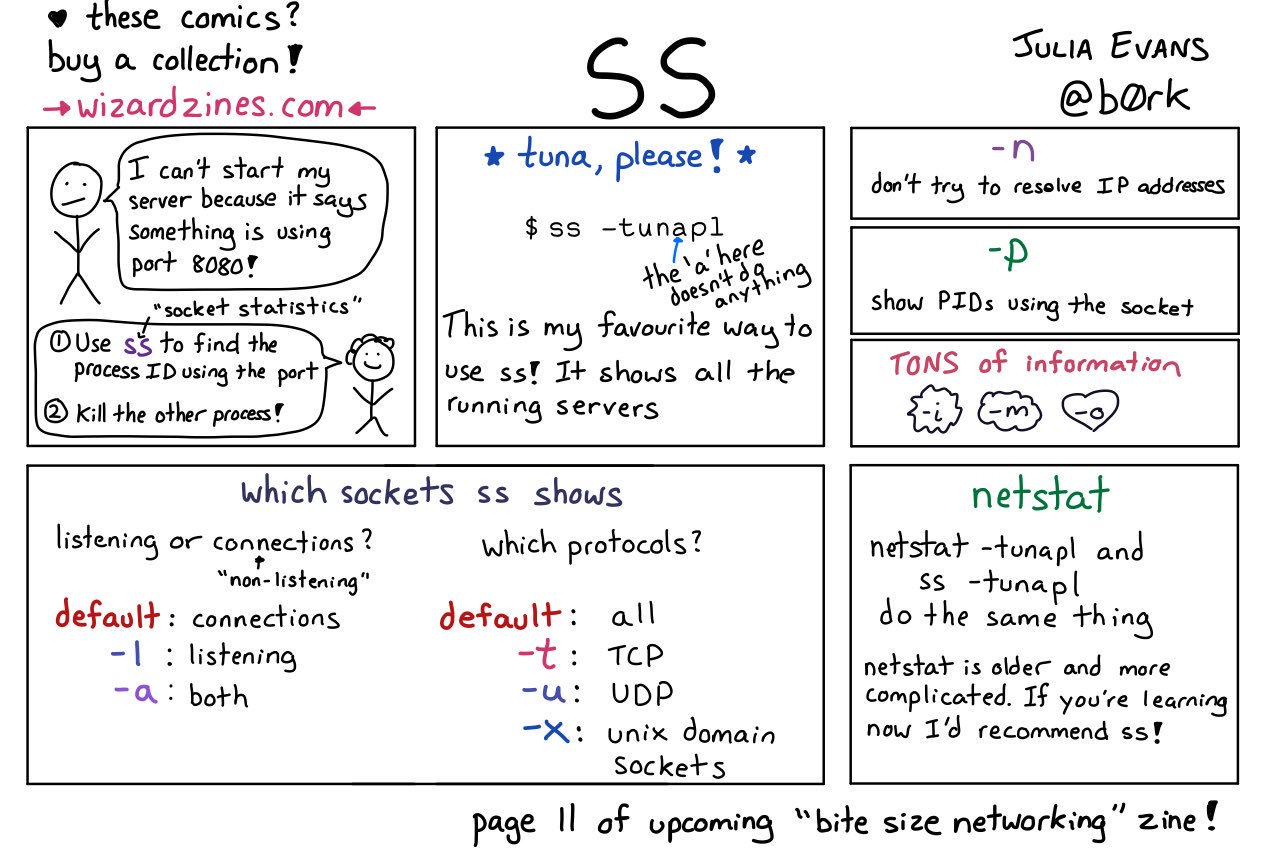 ♥ these comics?
buy a collection!
→wizardzines.com←
ss
JULIA EVANS
@b0rk
I can't start my
server because it says
something is using
port 8080!
"socket statistics"
① Use ss to find the
process ID using the port
② Kill the other process!
★ tuna, please! ★
$ ss -tunapl
the 'a' here
doesn't do
anything
This is my favourite way to
use ss! It shows all the
running servers
-n
don't try to resolve IP addresses
-p
show PIDs using the socket
TONS of information
-i -m -o
which sockets ss shows
listening or connections?
"non-listening"
default: connections
-l : listening
-a : both
which protocols?
default: all
-t : TCP
-u : UDP
-x : unix domain
sockets
netstat
netstat -tunapl and
ss -tunapl
do the same thing
netstat is older and more
complicated. If you're learning
now I'd recommend ss!
page 11 of upcoming "bite size networking" zine!